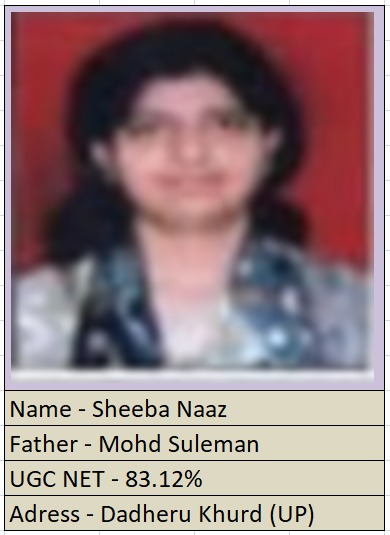 Name - Sheeba Naaz
Father - Mohd Suleman
UGC NET - 83.12%
Adress - Dadheru Khurd (UP)